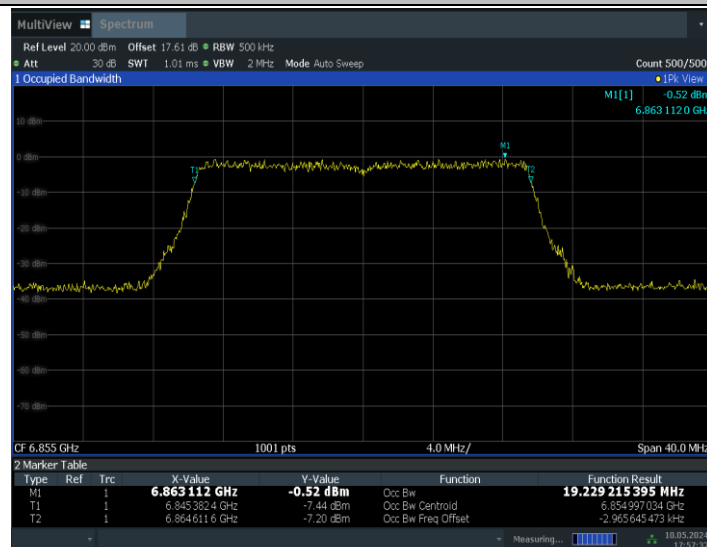 MultiView Spectrum
Ref Level 20.00 dBm Offset 17.61 dB RBW 500 kHz
Att 30 dB SWT 1.01 ms VBW 2 MHz Mode Auto Sweep Count 500/500
1 Occupied Bandwidth 1Pk View
M1[1] -0.52 dBm
6.863 112 0 GHz
10 dBm
M1
0 dBm
T1 T2
-10 dBm
-20 dBm
-30 dBm
-40 dBm
-50 dBm
-60 dBm
-70 dBm
CF 6.855 GHz 1001 pts 4.0 MHz/ Span 40.0 MHz
2 Marker Table
Type Ref Trc X-Value Y-Value Function Function Result
M1 1 6.863 112 GHz -0.52 dBm Occ Bw 19.229 215 395 MHz
T1 1 6.845 382 4 GHz -7.44 dBm Occ Bw Centroid 6.854 997 034 GHz
T2 1 6.864 611 6 GHz -7.20 dBm Occ Bw Freq Offset -2.965 645 473 kHz
Measuring... 10.05.2024